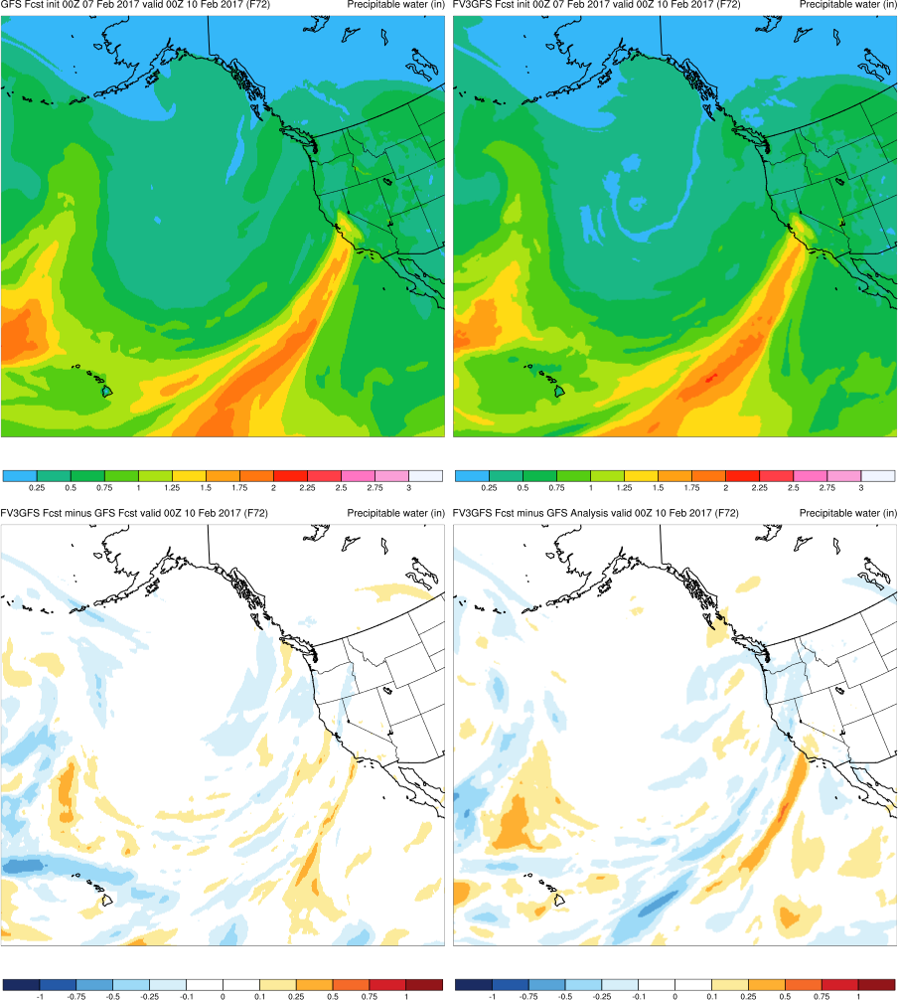 GFS Fcst init 00Z 07 Feb 2017 valid 00Z 10 Feb 2017 (F72) Precipitable water (in)
FV3GFS Fcst init 00Z 07 Feb 2017 valid 00Z 10 Feb 2017 (F72) Precipitable water (in)
0.25 0.5 0.75 1 1.25 1.5 1.75 2 2.25 2.5 2.75 3
0.25 0.5 0.75 1 1.25 1.5 1.75 2 2.25 2.5 2.75 3
FV3GFS Fcst minus GFS Fcst valid 00Z 10 Feb 2017 (F72) Precipitable water (in)
FV3GFS Fcst minus GFS Analysis valid 00Z 10 Feb 2017 (F72) Precipitable water (in)
-1 -0.75 -0.5 -0.25 -0.1 0 0.1 0.25 0.5 0.75 1
-1 -0.75 -0.5 -0.25 -0.1 0 0.1 0.25 0.5 0.75 1